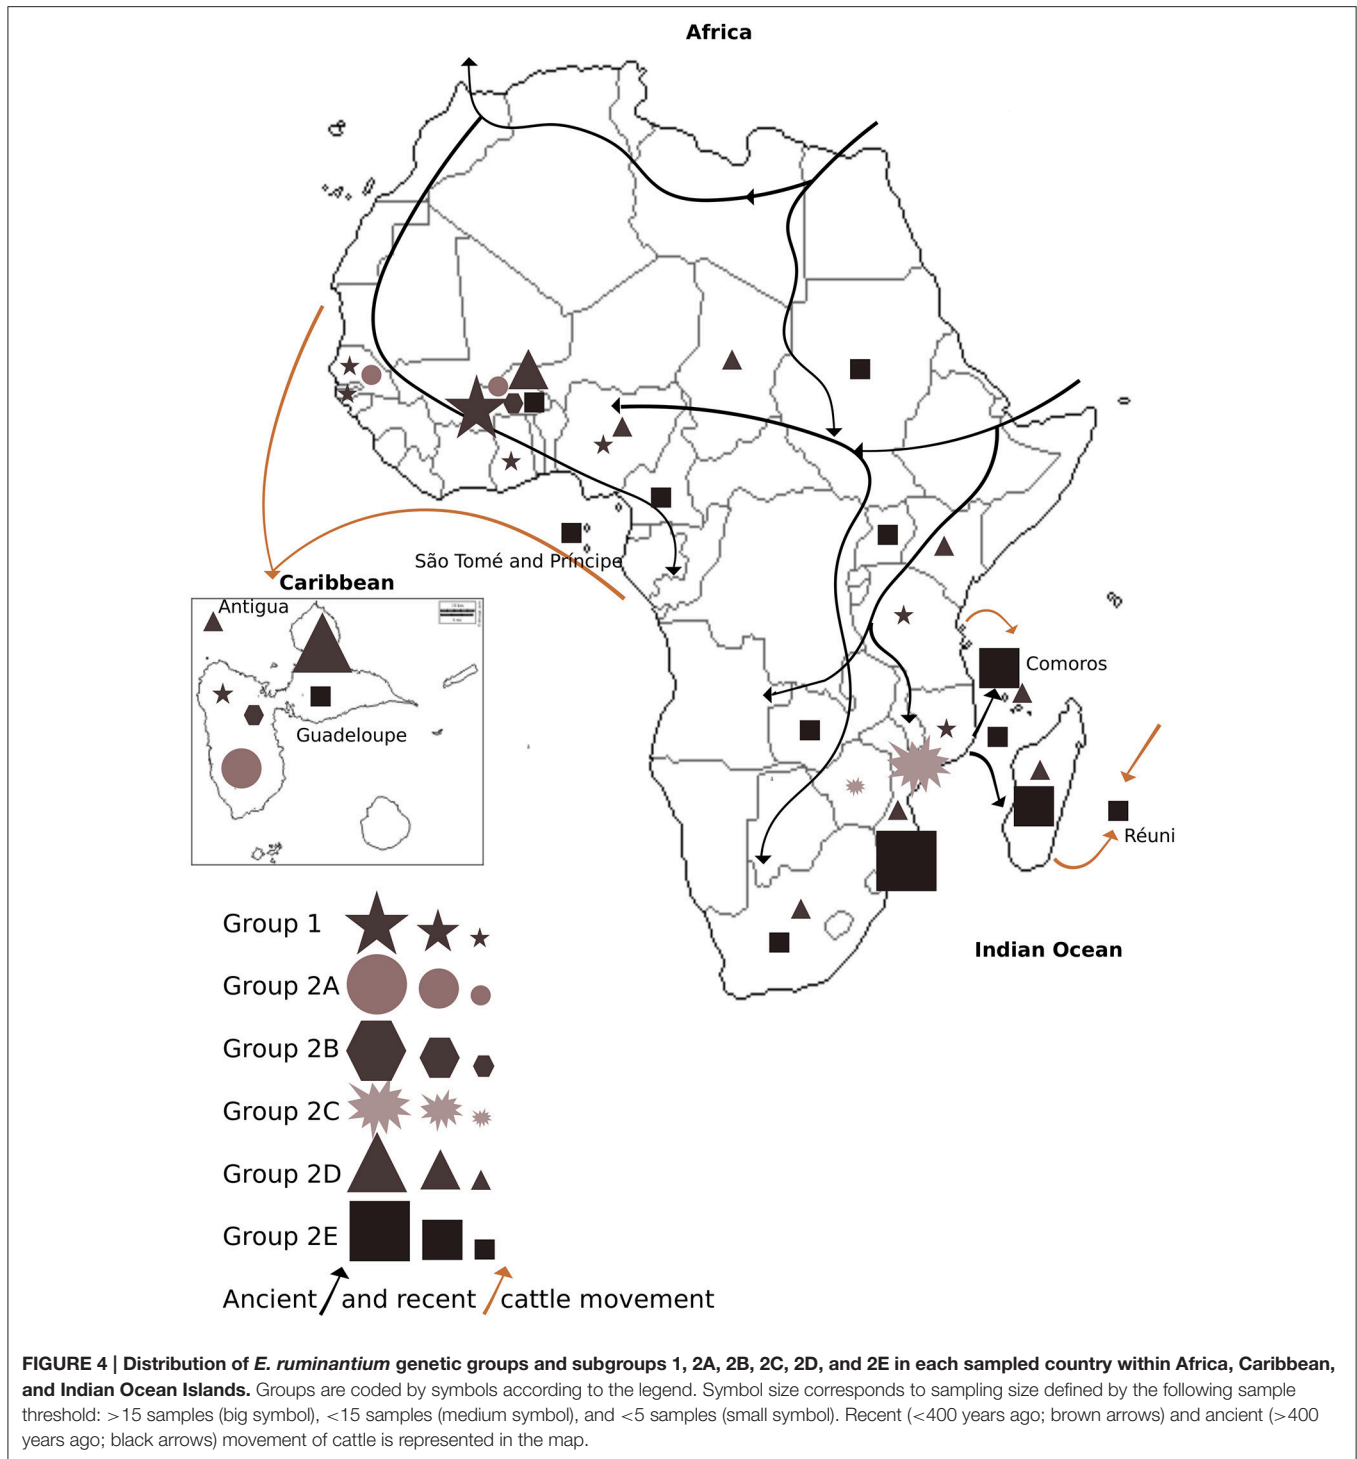 Africa
São Tomé and Príncipe
Caribbean
Antigua
Guadeloupe
Comoros
Réuni
Indian Ocean
Group 1
Group 2A
Group 2B
Group 2C
Group 2D
Group 2E
Ancient and recent cattle movement
FIGURE 4 | Distribution of E. ruminantium genetic groups and subgroups 1, 2A, 2B, 2C, 2D, and 2E in each sampled country within Africa, Caribbean,
and Indian Ocean Islands. Groups are coded by symbols according to the legend. Symbol size corresponds to sampling size defined by the following sample
threshold: >15 samples (big symbol), <15 samples (medium symbol), and <5 samples (small symbol). Recent (<400 years ago; brown arrows) and ancient (>400
years ago; black arrows) movement of cattle is represented in the map.